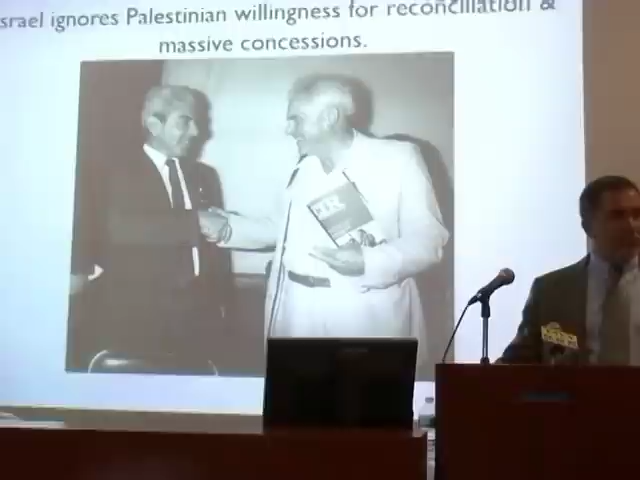 srael ignores Palestinian willingness for reconciliation &
massive concessions.